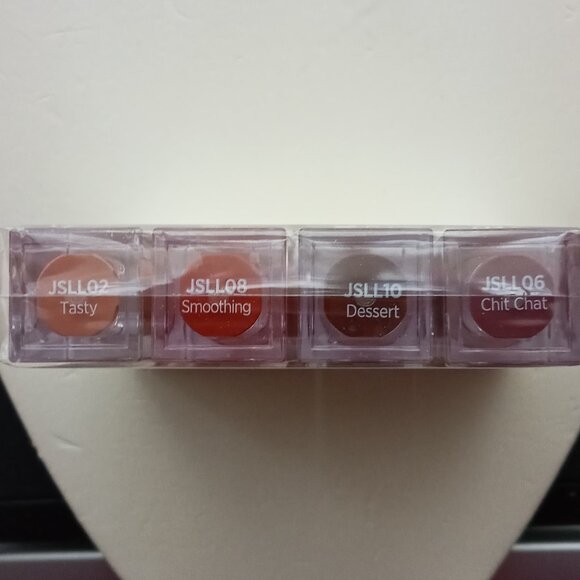 JSLL02
Tasty
JSLL08
Smoothing
JSLL10
Dessert
JSLL06
Chit Chat